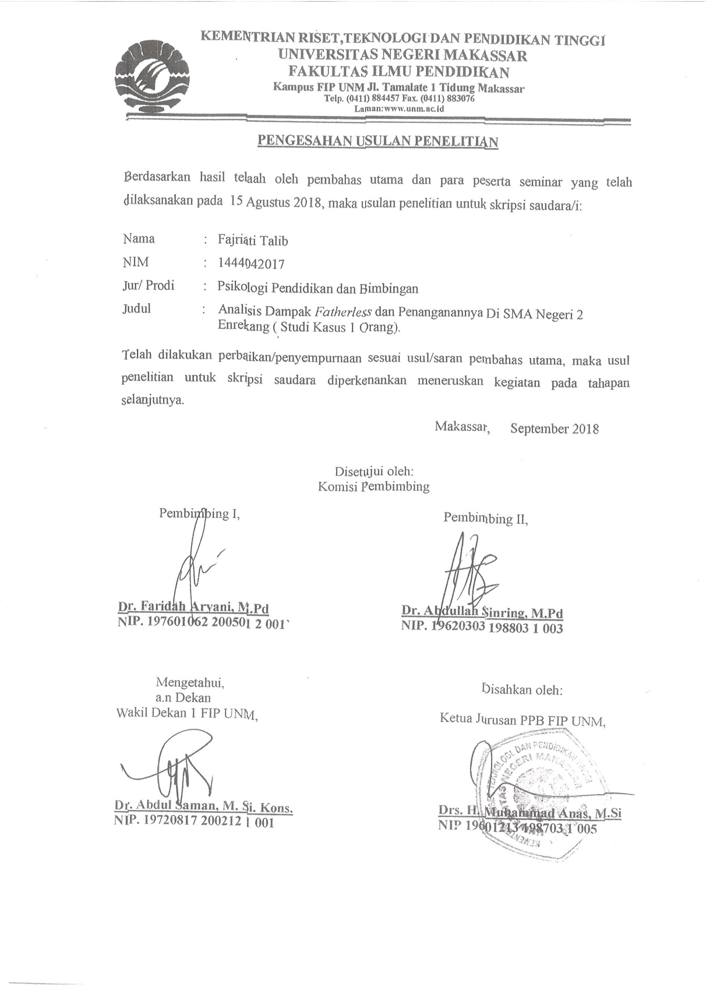 KEMENTRIAN RISET,TEKNOLOGI DAN PENDIDIKAN TINGGI
UNIVERSITAS NEGERI MAKASSAR
FAKULTAS ILMU PENDIDIKAN
Kampus FIP UNM Jl. Tamalate 1 Tidung Makassar
Telp. (0411) 884457 Fax. (0411) 883076
Laman:www.unm.ac.id
PENGESAHAN USULAN PENELITIAN
Berdasarkan hasil telaah oleh pembahas utama dan para peserta seminar yang telah
dilaksanakan pada 15 Agustus 2018, maka usulan penelitian untuk skripsi saudara/i:
Nama : Fajriati Talib
NIM : 1444042017
Jur/ Prodi : Psikologi Pendidikan dan Bimbingan
Judul : Analisis Dampak Fatherless dan Penanganannya Di SMA Negeri 2
Enrekang ( Studi Kasus 1 Orang).
Telah dilakukan perbaikan/penyempurnaan sesuai usul/saran pembahas utama, maka usul
penelitian untuk skripsi saudara diperkenankan meneruskan kegiatan pada tahapan
selanjutnya.
Makassar, September 2018
Disetujui oleh:
Komisi Pembimbing
Pembimbing I,
Pembimbing II,
Dr. Faridah Aryani, M.Pd
NIP. 197601062 200501 2 001
Dr. Abdullah Sinring, M.Pd
NIP. 19620303 198803 1 003
Mengetahui,
a.n Dekan
Wakil Dekan 1 FIP UNM,
Disahkan oleh:
Ketua Jurusan PPB FIP UNM,
TEKNOLOGI DAN PENDIDIKAN TINGGI
NEGERI MAKASSAR
Dr. Abdul Saman, M. Si. Kons.
NIP. 19720817 200212 1 001
Drs. H. Muhammad Anas, M.Si
NIP 19601213 198703 1 005